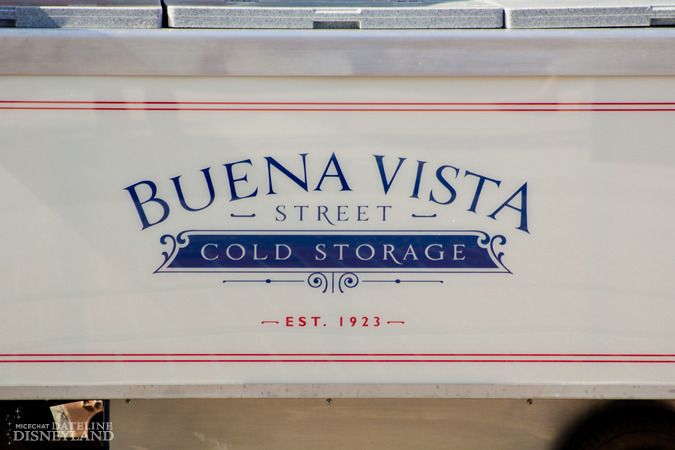 BUENA VISTA
STREET
COLD STORAGE
EST. 1923
MICECHAT DATELINE
DISNEYLAND